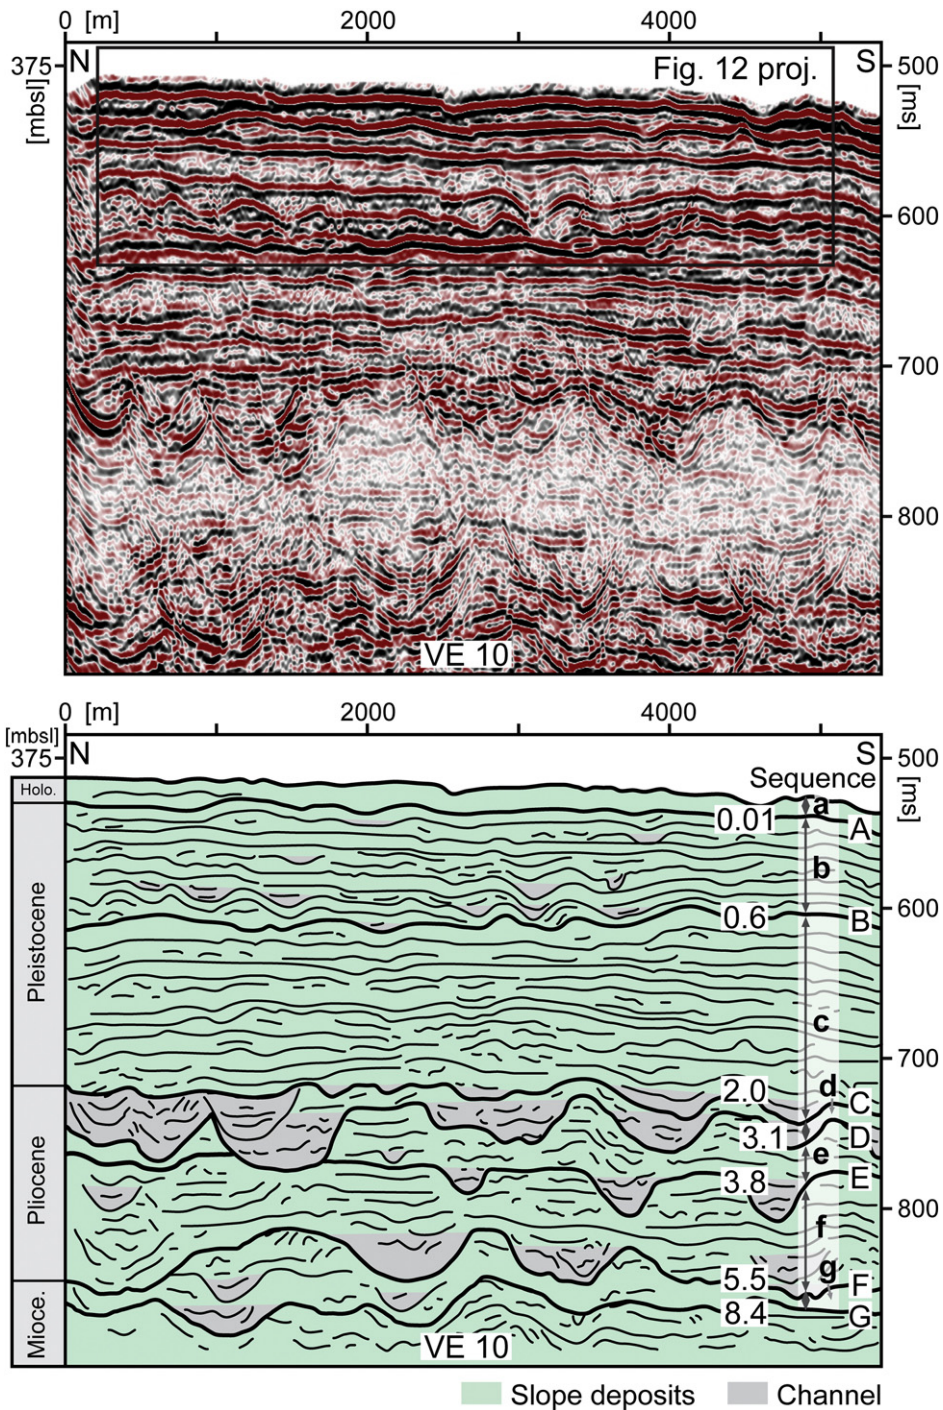 0 [m] 2000 4000
N Fig. 12 proj. S
375 500
[mbsl] [ms]
600
700
800
VE 10
0 [m] 2000 4000
[mbsl]
375 N S 500
Sequence [ms]
Holo. a
0.01 A
b
Pleistocene
0.6 B 600
c
700
2.0 d C
3.1 D
e
3.8 E
Pliocene 800
f
g
5.5 F
8.4 G
Mioce.
VE 10
Slope deposits Channel